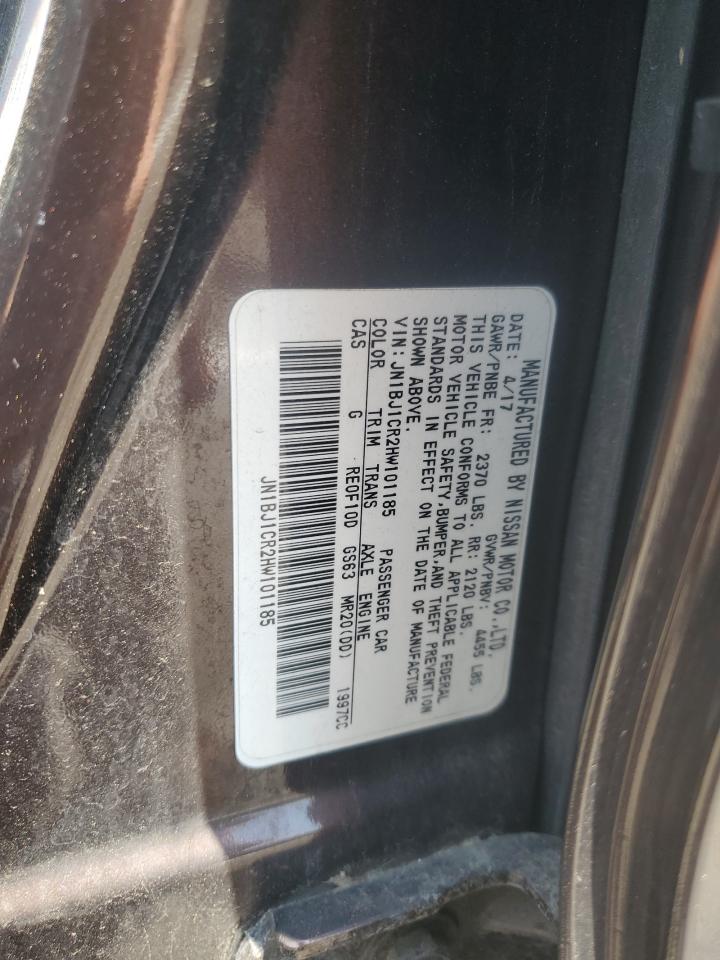 MANUFACTURED BY NISSAN MOTOR CO.,LTD.
DATE: 4/17 GVWR/PNBV: 4455 LBS.
GAWR/PNBE FR: 2370 LBS. RR: 2120 LBS.
THIS VEHICLE CONFORMS TO ALL APPLICABLE FEDERAL
MOTOR VEHICLE SAFETY,BUMPER,AND THEFT PREVENTION
STANDARDS IN EFFECT ON THE DATE OF MANUFACTURE
SHOWN ABOVE.
VIN:JN1BJ1CR2HW101185 PASSENGER CAR
COLOR TRIM TRANS AXLE ENGINE
CAS G RE0F10D GS63 MR20(DD) 1997CC
JN1BJ1CR2HW101185